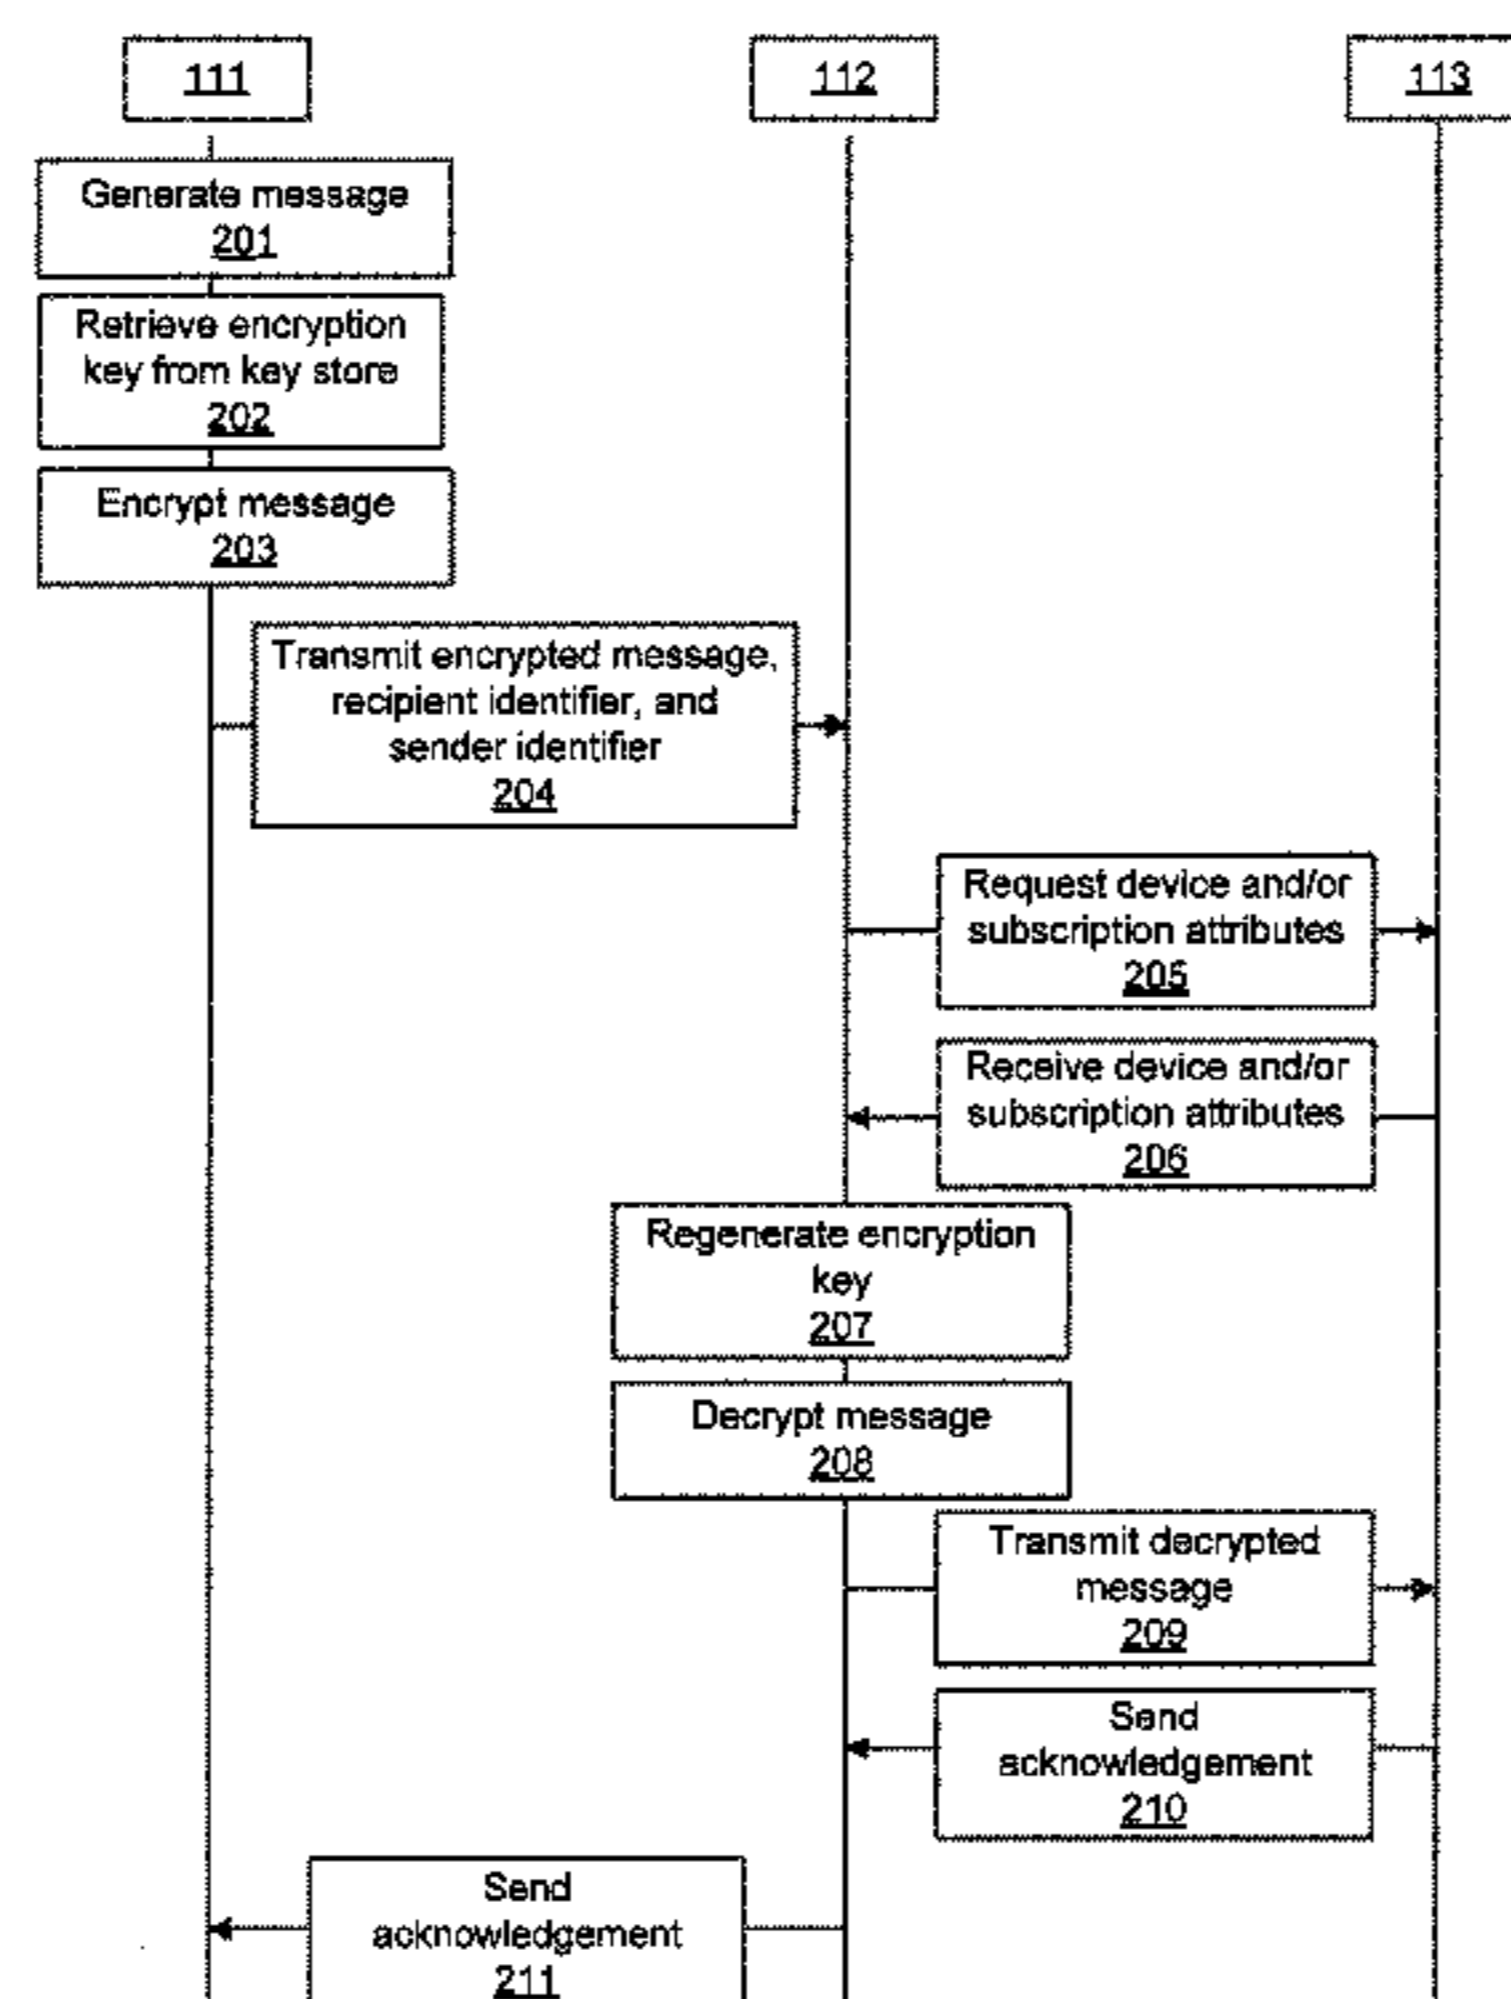 111
112
113
Generate message
201
Retrieve encryption
key from key store
202
Encrypt message
203
Transmit encrypted message,
recipient identifier, and
sender identifier
204
Request device and/or
subscription attributes
205
Receive device and/or
subscription attributes
206
Regenerate encryption
key
207
Decrypt message
208
Transmit decrypted
message
209
Send
acknowledgement
210
Send
acknowledgement
211